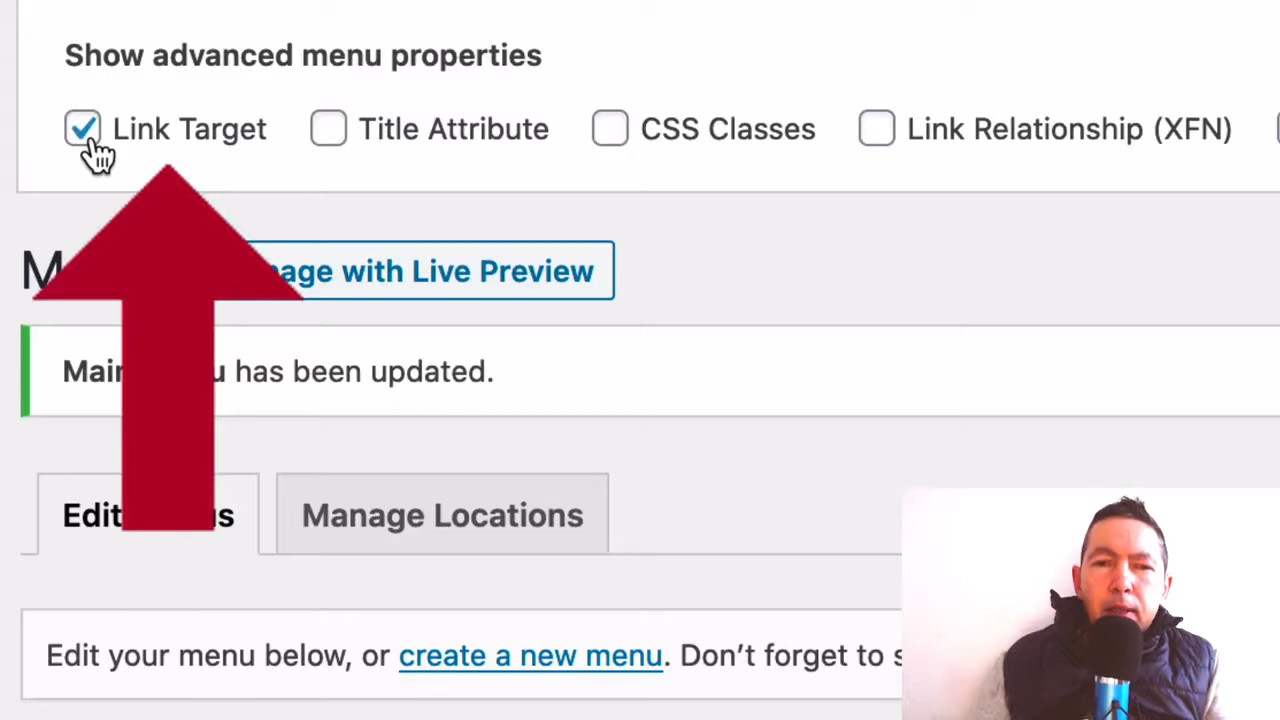 Show advanced menu properties
Link Target Title Attribute CSS Classes Link Relationship (XFN)
with Live Preview
has been updated.
Edit Manage Locations
Edit your menu below, or create a new menu. Don’t forget to